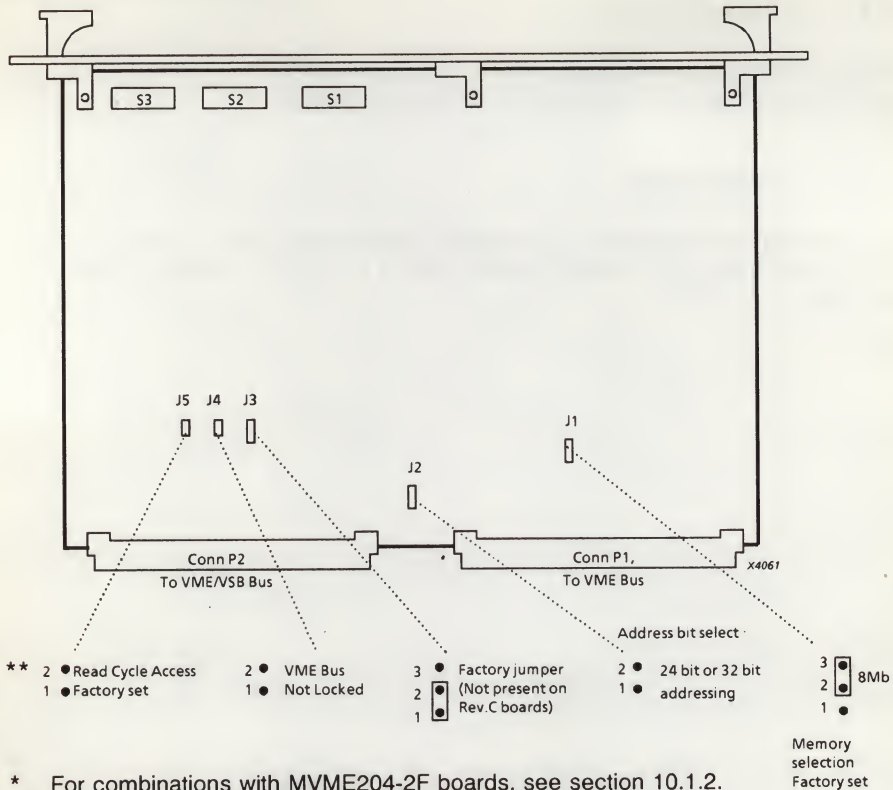 S3 S2 S1
J5 J4 J3
J1
J2
Conn P2
To VME/VSB Bus
Conn P1,
To VME Bus
X4061
** 2 ● Read Cycle Access
1 ● Factory set
2 ● VME Bus
1 ● Not Locked
3 ● Factory jumper
2 ● (Not present on
1 ● Rev.C boards)
Address bit select
2 ● 24 bit or 32 bit
1 ● addressing
3 ●
2 ● 8Mb
1 ●
Memory
selection
Factory set
* For combinations with MVME204-2F boards, see section 10.1.2.